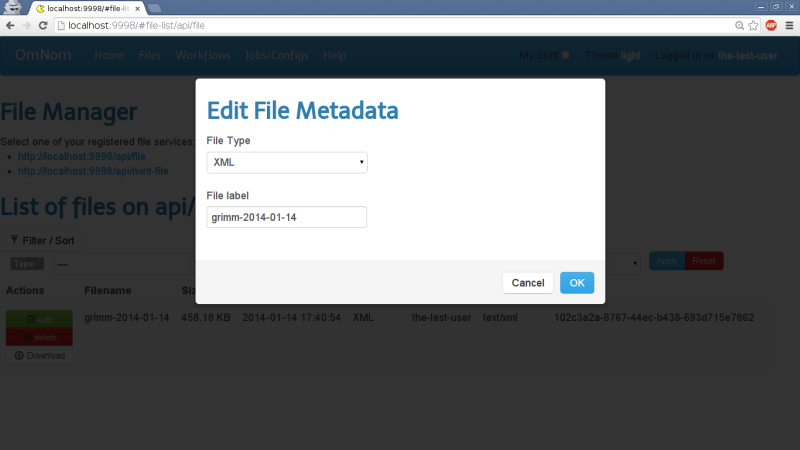 localhost:9998/#file-lis
localhost:9998/#file-list/api/file
ABP
OmNom Home Files Workflows Jobs/Configs Help My Stuff Theme light Logged in as the-test-user
File Manager
Select one of your registered file services:
http://localhost:9998/api/file
http://localhost:9998/api/mint-file
List of files on api/
Filter / Sort
Type ---- Apply Reset
Actions Filename Siz
edit
delete
Download
grimm-2014-01-14 458.18 KB 2014-01-14 17:40:54 XML the-test-user text/xml 102c3a2a-8767-44ec-b438-693d715e7862
Edit File Metadata
File Type
XML
File label
grimm-2014-01-14
Cancel OK